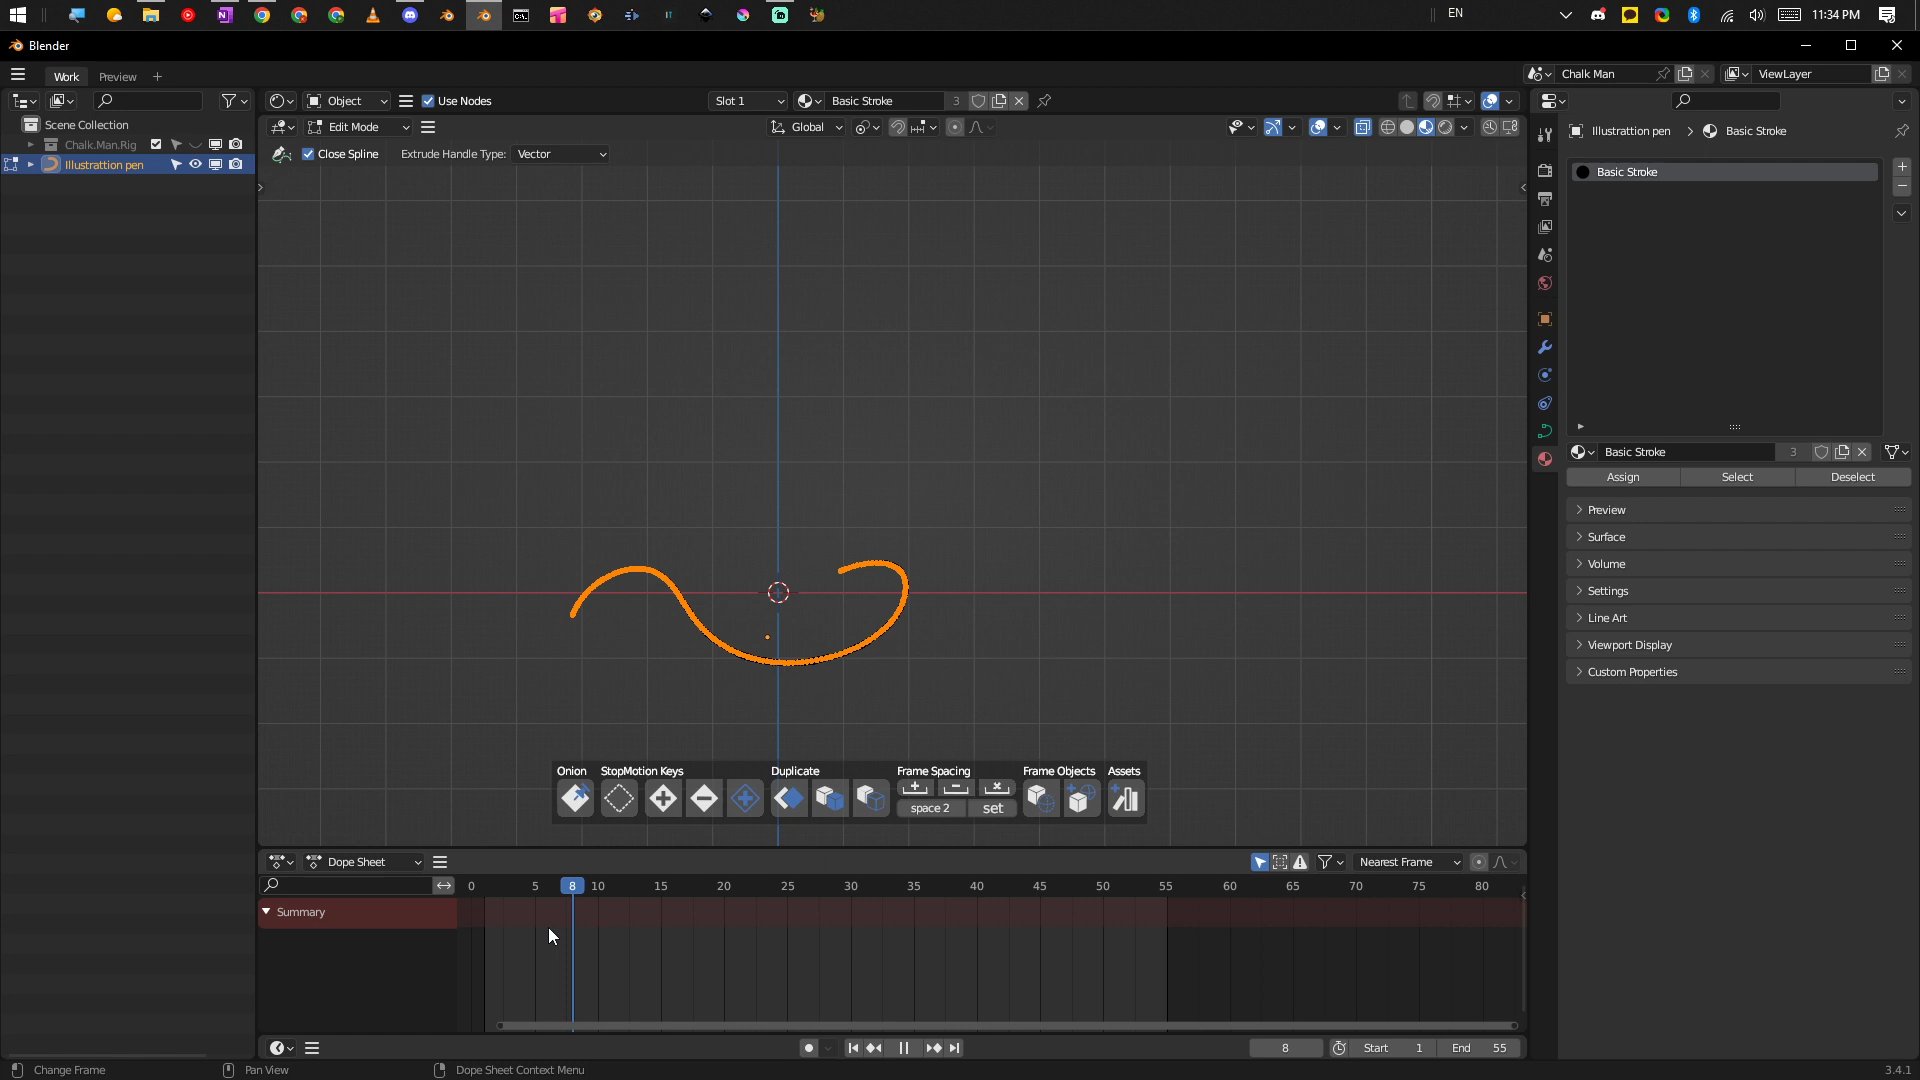 EN
11:34 PM
Blender
Work
Preview
Chalk Man
ViewLayer
Object
Use Nodes
Slot 1
Basic Stroke
3
Scene Collection
Chalk.Man.Rig
Illustrattion pen
Edit Mode
Global
Close Spline
Extrude Handle Type:
Vector
Illustrattion pen
Basic Stroke
Basic Stroke
Basic Stroke
3
Assign
Select
Deselect
Preview
Surface
Volume
Settings
Line Art
Viewport Display
Custom Properties
Onion
StopMotion Keys
Duplicate
Frame Spacing
Frame Objects
Assets
space 2
set
Dope Sheet
Nearest Frame
0 5 8 10 15 20 25 30 35 40 45 50 55 60 65 70 75 80
Summary
8
Start 1
End 55
Change Frame
Pan View
Dope Sheet Context Menu
3.4.1